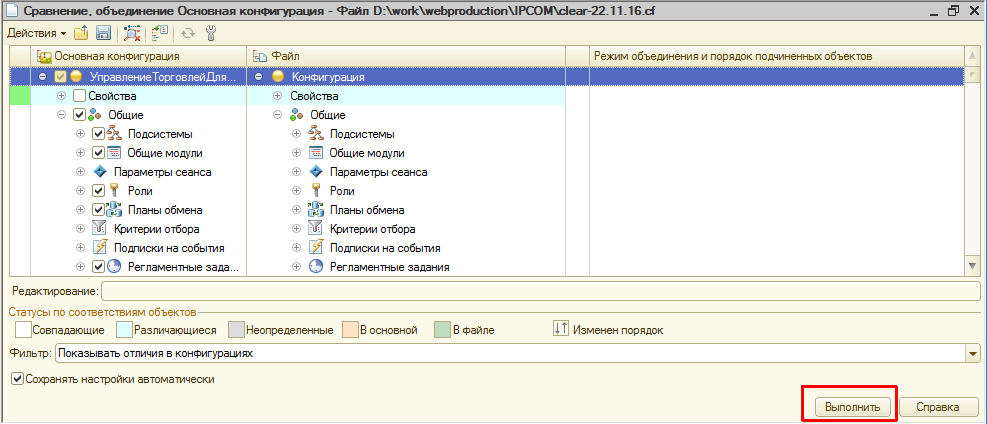 Сравнение, объединение Основная конфигурация - Файл D:\work\webproduction\IPCOM\clear-22.11.16.cf
Действия
Основная конфигурация Файл Режим объединения и порядок подчиненных объектов
УправлениеТорговлейДля... Конфигурация
Свойства Свойства
Общие Общие
Подсистемы Подсистемы
Общие модули Общие модули
Параметры сеанса Параметры сеанса
Роли Роли
Планы обмена Планы обмена
Критерии отбора Критерии отбора
Подписки на события Подписки на события
Регламентные зада... Регламентные задания
Редактирование:
Статусы по соответствиям объектов
Совпадающие Различающиеся Неопределенные В основной В файле Изменен порядок
Фильтр: Показывать отличия в конфигурациях
Сохранять настройки автоматически
Выполнить Справка